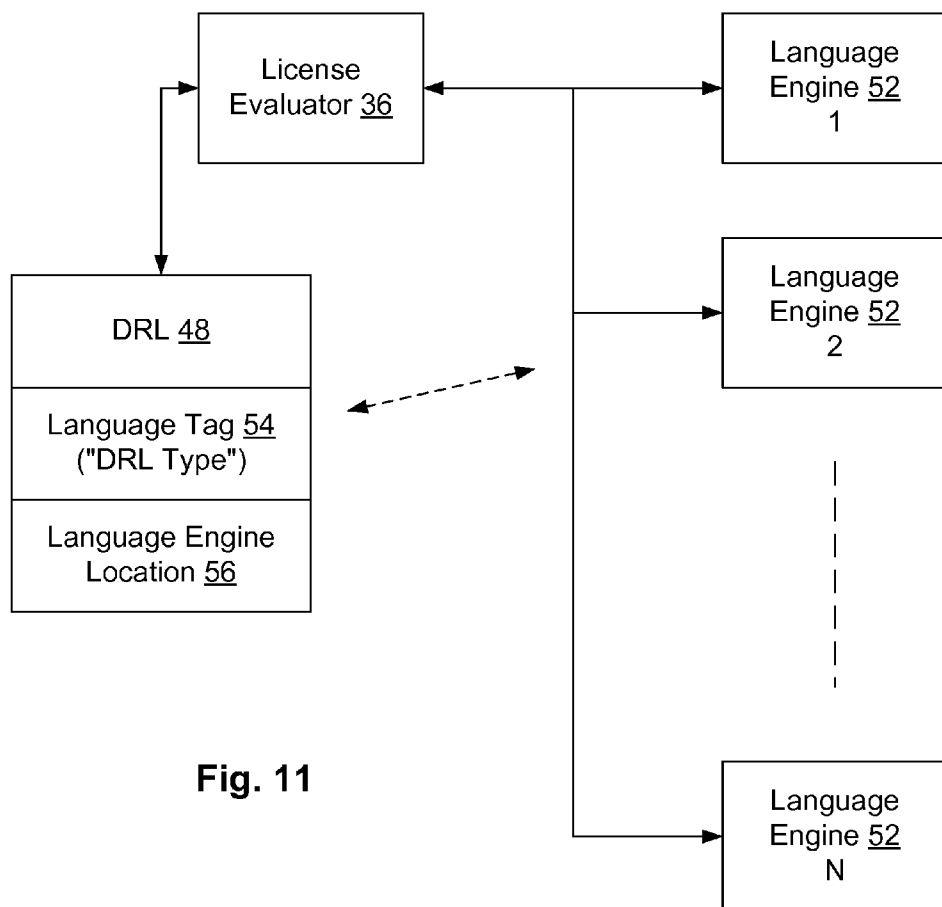 License
Evaluator 36
Language
Engine 52
1
Language
Engine 52
2
DRL 48
Language Tag 54
("DRL Type")
Language Engine
Location 56
Fig. 11
Language
Engine 52
N